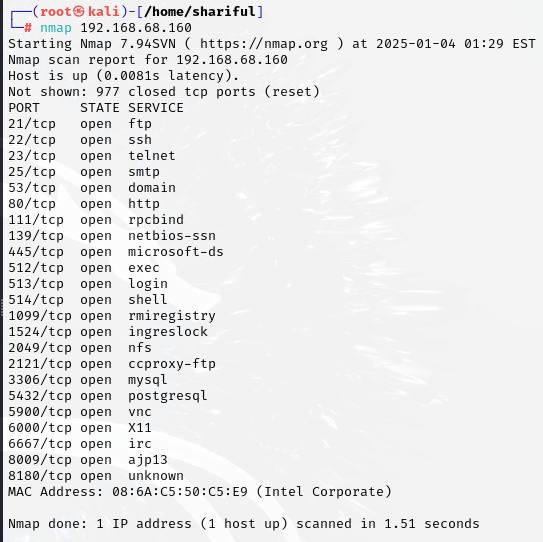 ┌──(root㉿kali)-[/home/shariful]
└─# nmap 192.168.68.160
Starting Nmap 7.94SVN ( https://nmap.org ) at 2025-01-04 01:29 EST
Nmap scan report for 192.168.68.160
Host is up (0.0081s latency).
Not shown: 977 closed tcp ports (reset)
PORT     STATE SERVICE
21/tcp   open  ftp
22/tcp   open  ssh
23/tcp   open  telnet
25/tcp   open  smtp
53/tcp   open  domain
80/tcp   open  http
111/tcp  open  rpcbind
139/tcp  open  netbios-ssn
445/tcp  open  microsoft-ds
512/tcp  open  exec
513/tcp  open  login
514/tcp  open  shell
1099/tcp open  rmiregistry
1524/tcp open  ingreslock
2049/tcp open  nfs
2121/tcp open  ccproxy-ftp
3306/tcp open  mysql
5432/tcp open  postgresql
5900/tcp open  vnc
6000/tcp open  X11
6667/tcp open  irc
8009/tcp open  ajp13
8180/tcp open  unknown
MAC Address: 08:6A:C5:50:C5:E9 (Intel Corporate)
Nmap done: 1 IP address (1 host up) scanned in 1.51 seconds